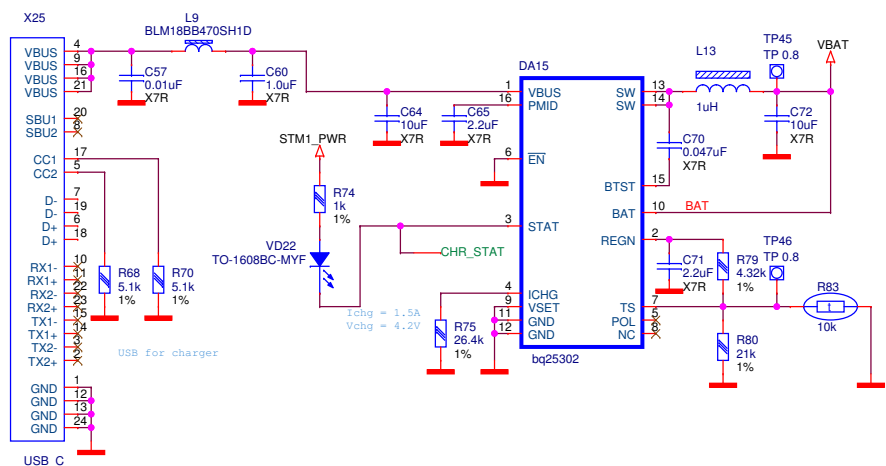 X25
L9
BLM18BB470SH1D
VBUS 4
VBUS 9
VBUS 16
VBUS 21
C57
0.01uF
X7R
C60
1.0uF
X7R
SBU1 20
SBU2 8
CC1 17
CC2 5
D- 7
D- 19
D+ 6
D+ 18
RX1- 10
RX1+ 11
RX2- 22
RX2+ 23
TX1- 15
TX1+ 14
TX2- 3
TX2+ 2
GND 1
GND 12
GND 13
GND 24
USB C
R68
5.1k
1%
R70
5.1k
1%
USB for charger
STM1_PWR
R74
1k
1%
VD22
TO-1608BC-MYF
CHR_STAT
Ichg = 1.5A
Vchg = 4.2V
C64
10uF
X7R
C65
2.2uF
X7R
R75
26.4k
1%
DA15
1 VBUS
16 PMID
6 EN
3 STAT
4 ICHG
9 VSET
11 GND
12 GND
SW 13
SW 14
BTST 15
BAT 10
REGN 2
TS 7
POL 5
NC 8
bq25302
L13
1uH
TP45
TP 0.8
VBAT
C70
0.047uF
X7R
C72
10uF
X7R
BAT
C71
2.2uF
X7R
R79
4.32k
1%
TP46
TP 0.8
R83
t
10k
R80
21k
1%